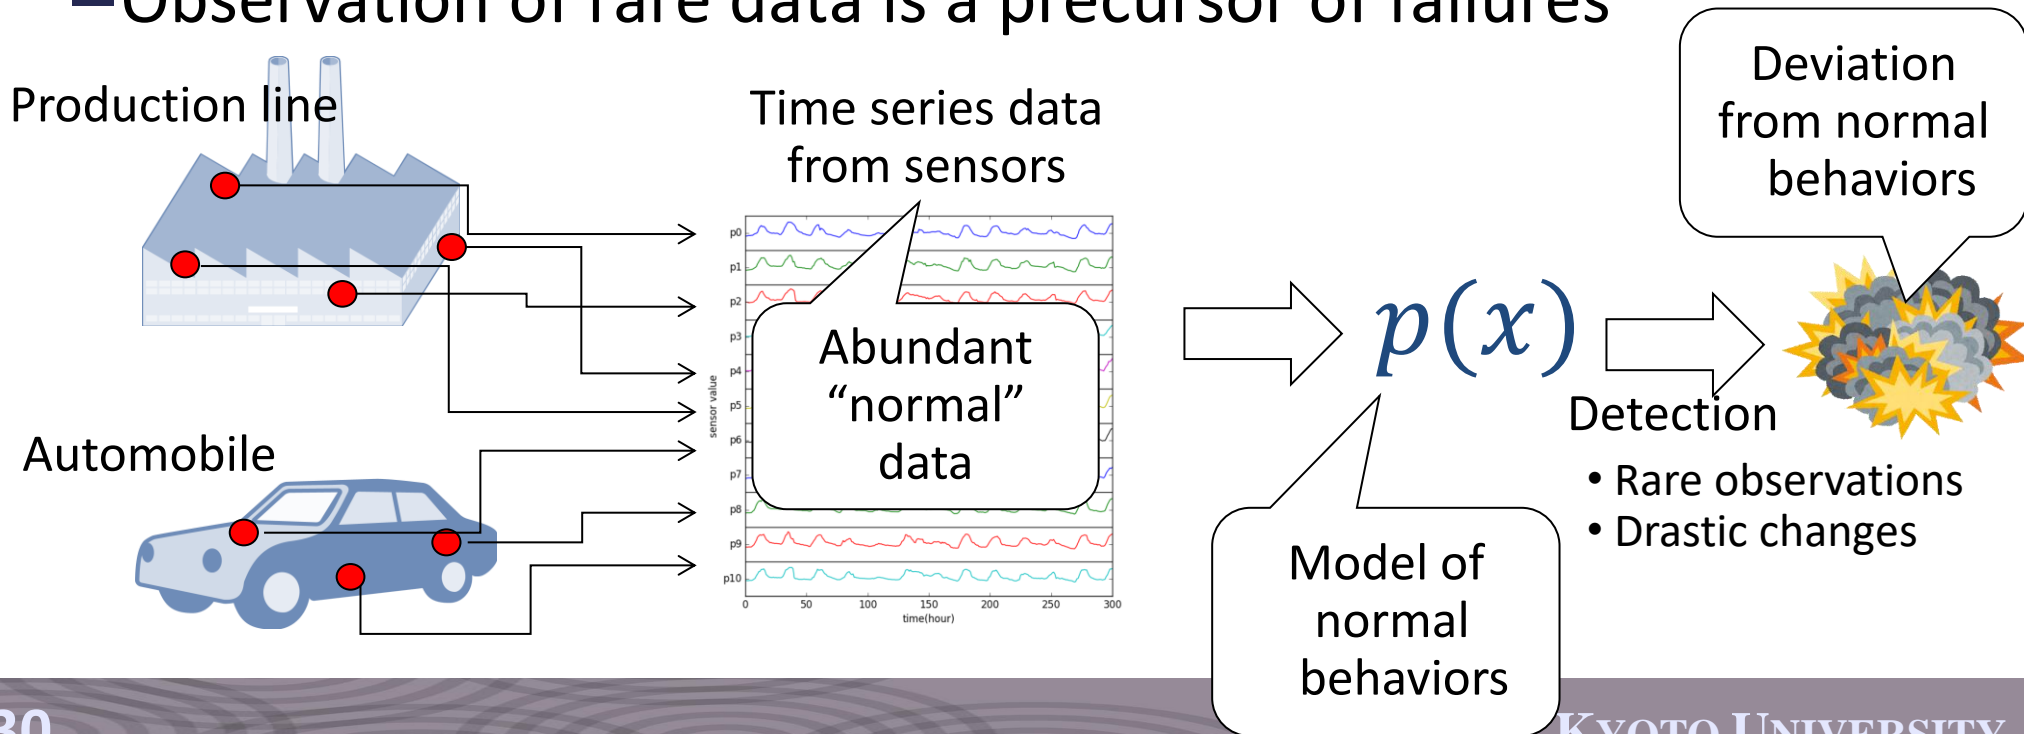 –Observation of rare data is a precursor of failures
Production line
Time series data
from sensors
Deviation
from normal
behaviors
p0
p1
p2
p3
p4
p5
p6
p7
p8
p9
p10
sensor value
0 50 100 150 200 250 300
time(hour)
Abundant
“normal”
data
p(x)
Detection
• Rare observations
• Drastic changes
Automobile
Model of
normal
behaviors
30
KYOTO UNIVERSITY